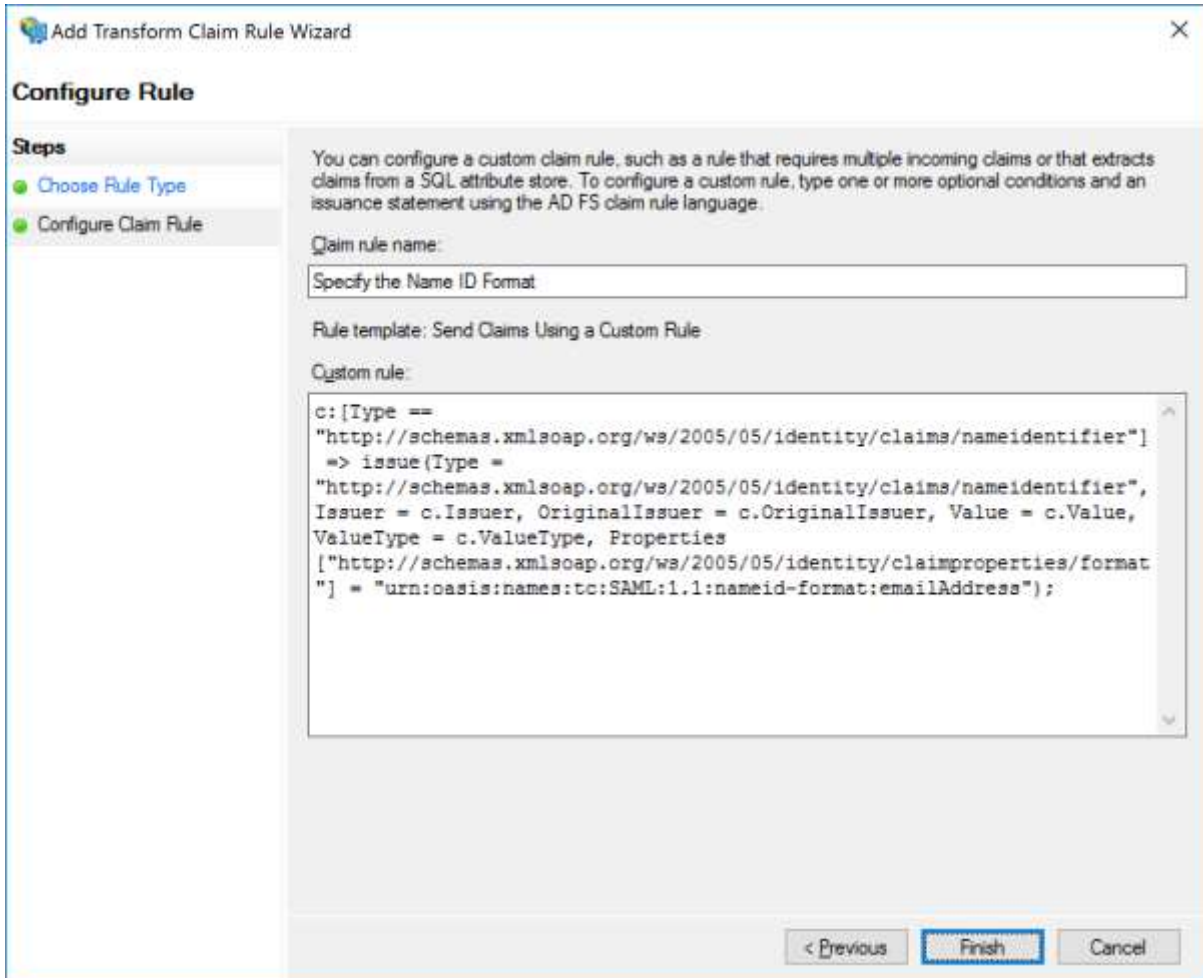 Add Transform Claim Rule Wizard
Configure Rule
Steps
Choose Rule Type
Configure Claim Rule
You can configure a custom claim rule, such as a rule that requires multiple incoming claims or that extracts
claims from a SQL attribute store. To configure a custom rule, type one or more optional conditions and an
issuance statement using the AD FS claim rule language.
Claim rule name:
Specify the Name ID Format
Rule template: Send Claims Using a Custom Rule
Custom rule:
c:[Type ==
"http://schemas.xmlsoap.org/ws/2005/05/identity/claims/nameidentifier"]
=> issue(Type =
"http://schemas.xmlsoap.org/ws/2005/05/identity/claims/nameidentifier",
Issuer = c.Issuer, OriginalIssuer = c.OriginalIssuer, Value = c.Value,
ValueType = c.ValueType, Properties
["http://schemas.xmlsoap.org/ws/2005/05/identity/claimproperties/format
"] = "urn:oasis:names:tc:SAML:1.1:nameid-format:emailAddress");
< Previous
Finish
Cancel